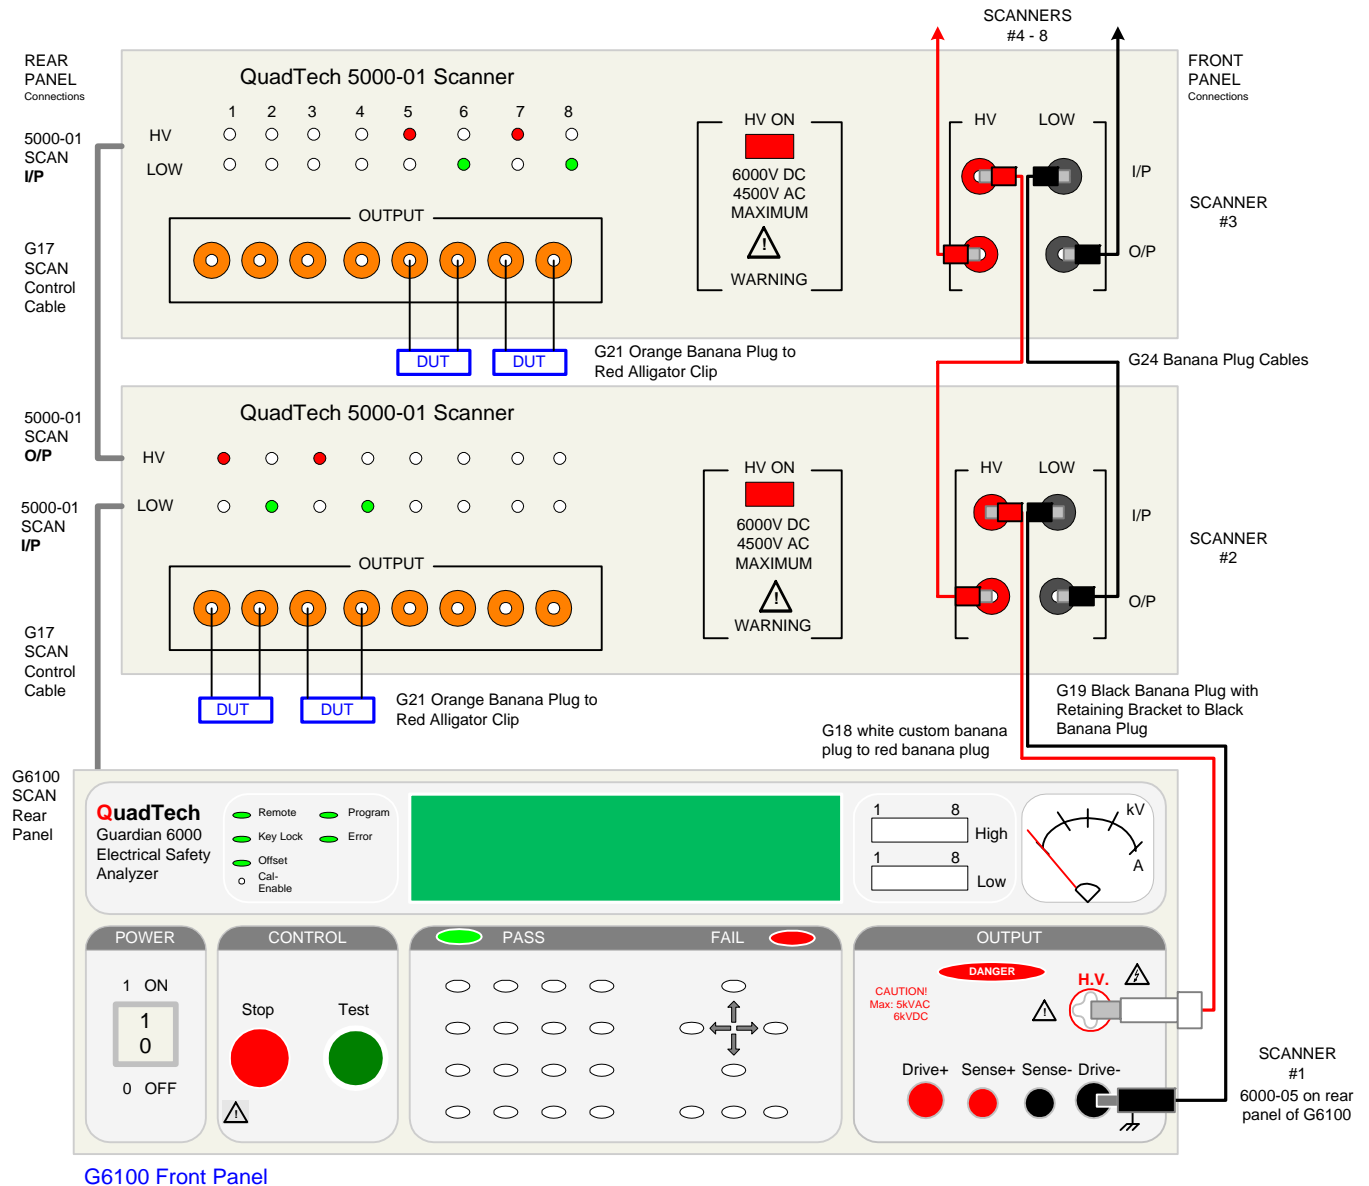 SCANNERS
#4 - 8
REAR
PANEL
Connections
FRONT
PANEL
Connections
QuadTech 5000-01 Scanner
1 2 3 4 5 6 7 8
HV
LOW
5000-01
SCAN
I/P
HV ON
6000V DC
4500V AC
MAXIMUM
WARNING
HV LOW
I/P
O/P
SCANNER
#3
OUTPUT
G17
SCAN
Control
Cable
DUT DUT
G21 Orange Banana Plug to
Red Alligator Clip
G24 Banana Plug Cables
QuadTech 5000-01 Scanner
5000-01
SCAN
O/P
HV
LOW
5000-01
SCAN
I/P
HV ON
6000V DC
4500V AC
MAXIMUM
WARNING
HV LOW
I/P
O/P
SCANNER
#2
OUTPUT
G17
SCAN
Control
Cable
DUT DUT
G21 Orange Banana Plug to
Red Alligator Clip
G19 Black Banana Plug with
Retaining Bracket to Black
Banana Plug
G18 white custom banana
plug to red banana plug
G6100
SCAN
Rear
Panel
QuadTech
Guardian 6000
Electrical Safety
Analyzer
Remote
Program
Key Lock
Error
Offset
Cal-
Enable
1 8
High
1 8
Low
kV
A
POWER
1 ON
1
0
0 OFF
CONTROL
Stop
Test
PASS
FAIL
OUTPUT
DANGER
CAUTION!
Max: 5kVAC
6kVDC
H.V.
Drive+ Sense+ Sense- Drive-
SCANNER
#1
6000-05 on rear
panel of G6100
G6100 Front Panel